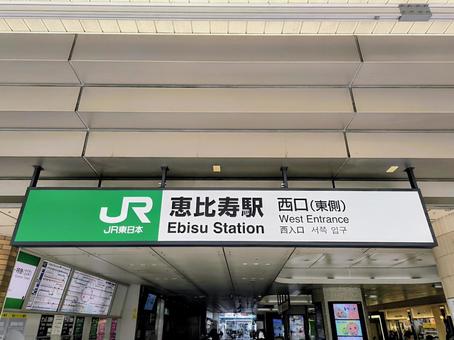 JR
JR東日本
恵比寿駅
Ebisu Station
西口(東側)
West Entrance
西入口 서쪽 입구